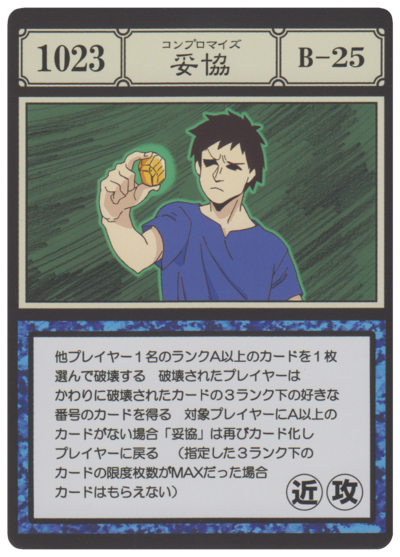 1023
コンプロマイズ
妥協
B-25
他プレイヤー1名のランクA以上のカードを1枚
選んで破壊する　破壊されたプレイヤーは
かわりに破壊されたカードの3ランク下の好きな
番号のカードを得る　対象プレイヤーにA以上の
カードがない場合「妥協」は再びカード化し
プレイヤーに戻る　（指定した3ランク下の
カードの限度枚数がMAXだった場合
カードはもらえない）
近 攻